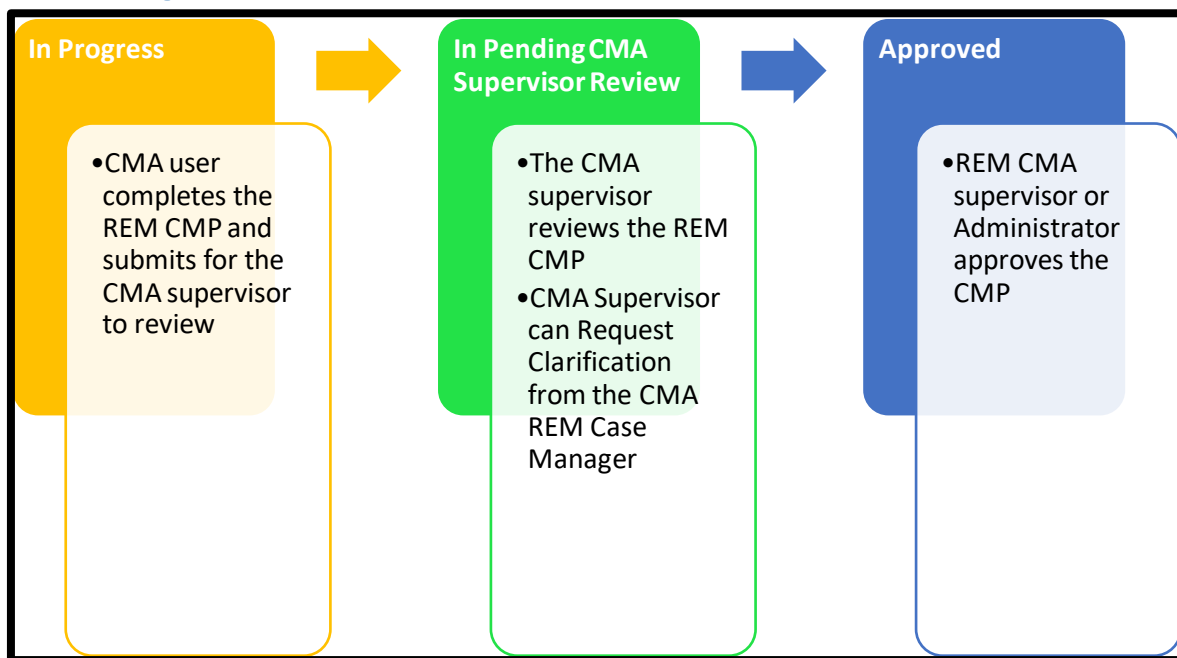 In Progress
•CMA user
completes the
REM CMP and
submits for the
CMA supervisor
to review
In Pending CMA
Supervisor Review
•The CMA
supervisor
reviews the REM
CMP
•CMA Supervisor
can Request
Clarification
from the CMA
REM Case
Manager
Approved
•REM CMA
supervisor or
Administrator
approves the
CMP